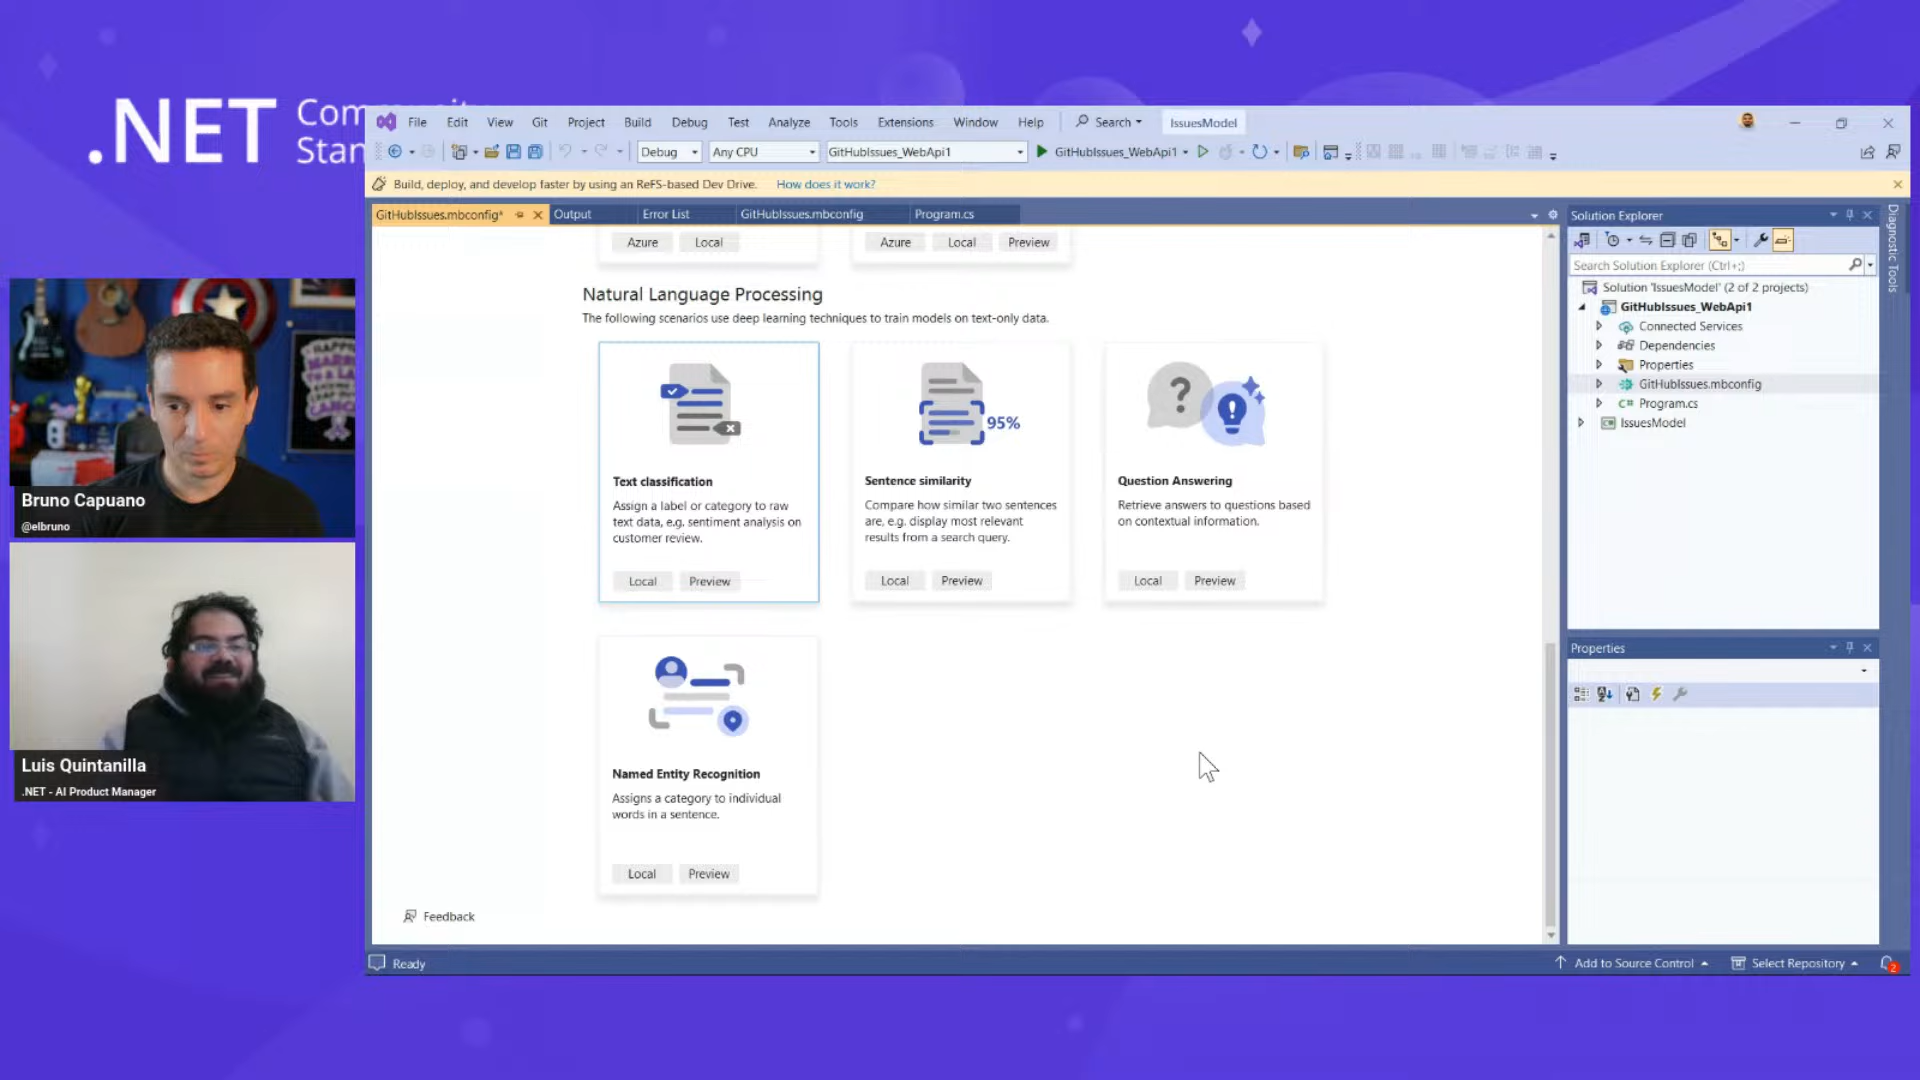 .NET
Com
Stan
File Edit View Git Project Build Debug Test Analyze Tools Extensions Window Help Search IssuesModel
Debug Any CPU GitHubIssues_WebApi1 GitHubIssues_WebApi1
Build, deploy, and develop faster by using an ReFS-based Dev Drive. How does it work?
GitHubIssues.mbconfig* Output Error List GitHubIssues.mbconfig Program.cs
Azure Local
Azure Local Preview
Natural Language Processing
The following scenarios use deep learning techniques to train models on text-only data.
Text classification
Assign a label or category to raw
text data, e.g. sentiment analysis on
customer review.
Local Preview
95%
Sentence similarity
Compare how similar two sentences
are, e.g. display most relevant
results from a search query.
Local Preview
?
Question Answering
Retrieve answers to questions based
on contextual information.
Local Preview
Named Entity Recognition
Assigns a category to individual
words in a sentence.
Local Preview
Feedback
Solution Explorer
Search Solution Explorer (Ctrl+;)
Solution 'IssuesModel' (2 of 2 projects)
GitHubIssues_WebApi1
Connected Services
Dependencies
Properties
GitHubIssues.mbconfig
C# Program.cs
C# IssuesModel
Properties
Diagnostic Tools
Ready
Add to Source Control Select Repository 2
Bruno Capuano
@elbruno
Luis Quintanilla
.NET - AI Product Manager